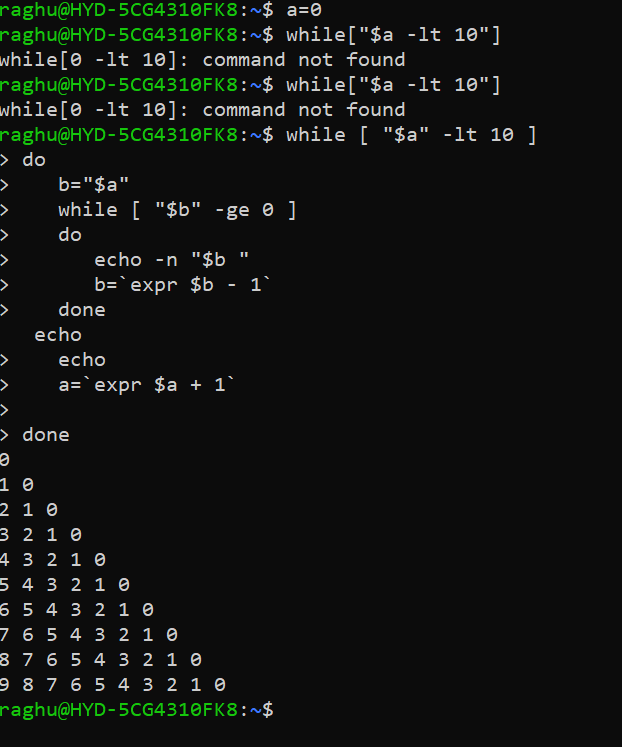 raghu@HYD-5CG4310FK8:~$ a=0
raghu@HYD-5CG4310FK8:~$ while["$a -lt 10"]
while[0 -lt 10]: command not found
raghu@HYD-5CG4310FK8:~$ while["$a -lt 10"]
while[0 -lt 10]: command not found
raghu@HYD-5CG4310FK8:~$ while [ "$a" -lt 10 ]
> do
>    b="$a"
>    while [ "$b" -ge 0 ]
>    do
>       echo -n "$b "
>       b=`expr $b - 1`
>    done
   echo
>    echo
>    a=`expr $a + 1`
>
> done
0
1 0
2 1 0
3 2 1 0
4 3 2 1 0
5 4 3 2 1 0
6 5 4 3 2 1 0
7 6 5 4 3 2 1 0
8 7 6 5 4 3 2 1 0
9 8 7 6 5 4 3 2 1 0
raghu@HYD-5CG4310FK8:~$